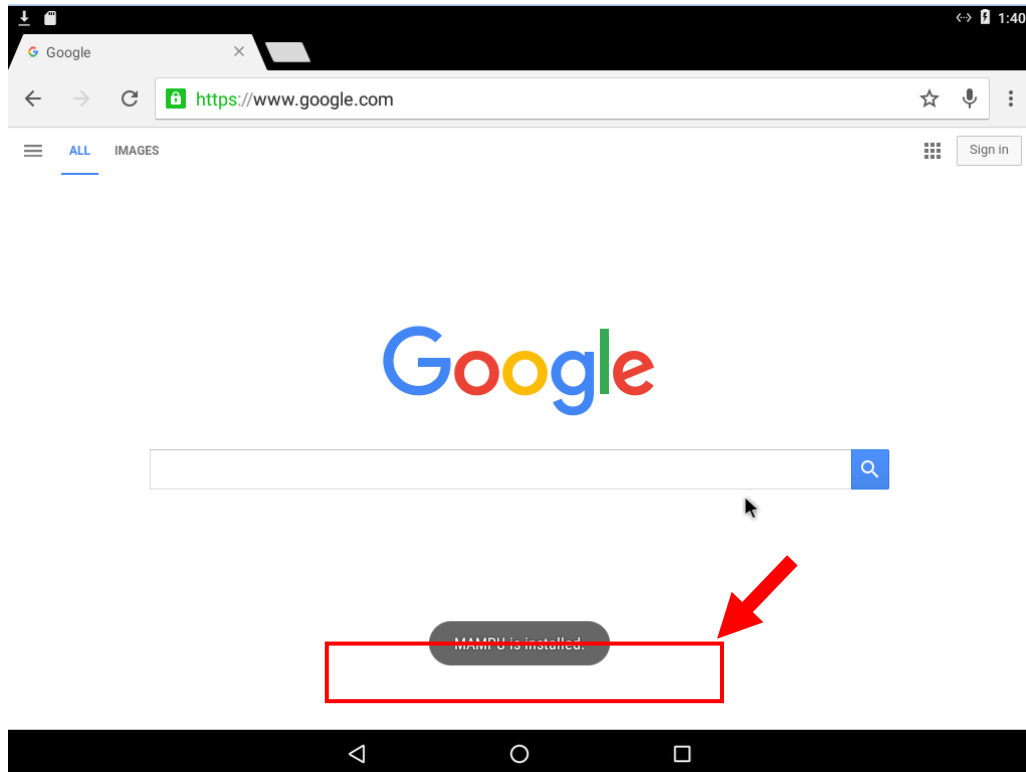 1:40
Google
https://www.google.com
ALL IMAGES
Sign in
Google
MAMPU is installed.